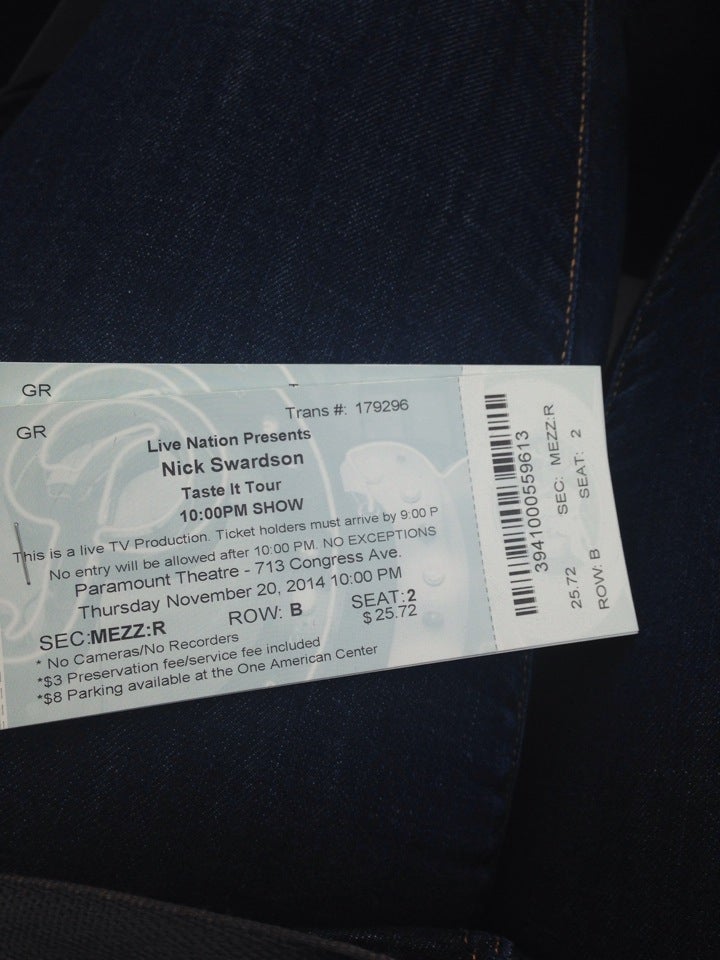 GR
GR
Trans #: 179296
Live Nation Presents
Nick Swardson
Taste It Tour
10:00PM SHOW
This is a live TV Production. Ticket holders must arrive by 9:00 P
No entry will be allowed after 10:00 PM. NO EXCEPTIONS
Paramount Theatre - 713 Congress Ave.
Thursday November 20, 2014 10:00 PM
SEC:MEZZ:R ROW: B SEAT:2
$25.72
* No Cameras/No Recorders
*$3 Preservation fee/service fee included
*$8 Parking available at the One American Center
3941000559613
SEC: MEZZ:R
SEAT: 2
25.72
ROW: B